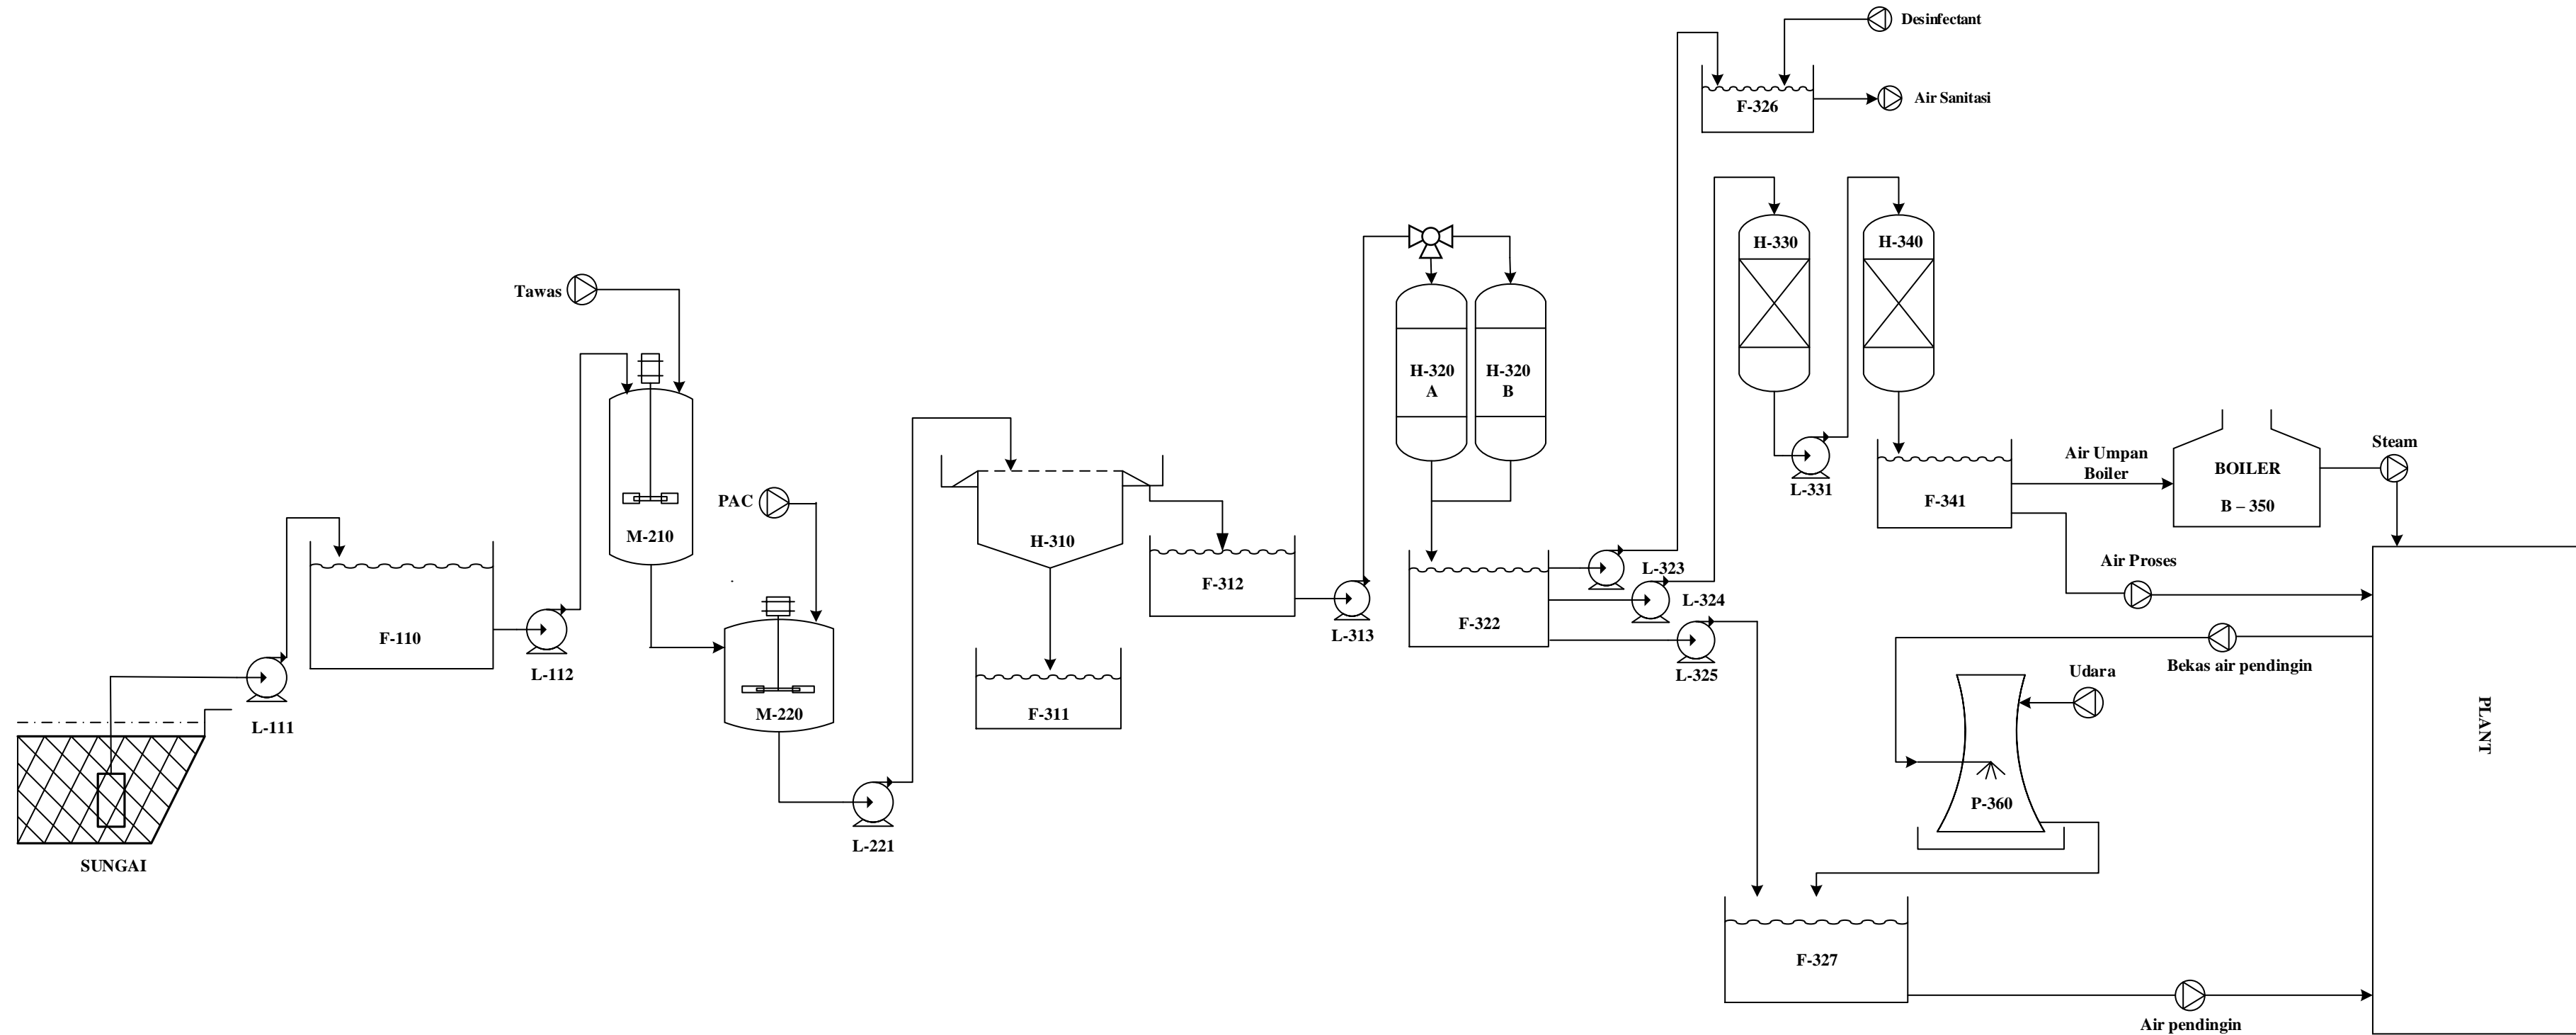 Desinfectant
Air Sanitasi
F-326
H-330
H-340
Tawas
H-320
A
H-320
B
M-210
L-331
F-341
Air Umpan
Boiler
BOILER
B – 350
Steam
PAC
H-310
F-312
L-313
L-323
L-324
L-325
F-322
Air Proses
Bekas air pendingin
Udara
F-110
L-112
M-220
F-311
L-111
PLANT
P-360
L-221
SUNGAI
F-327
Air pendingin